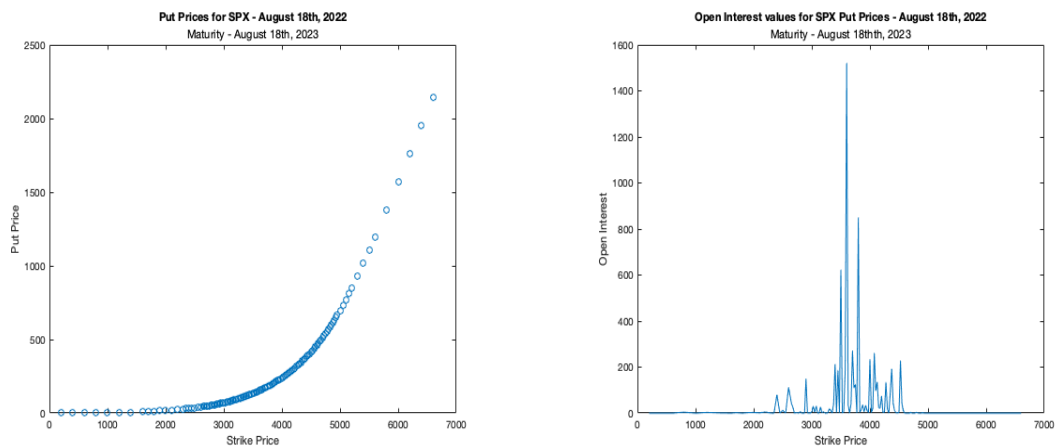 Put Prices for SPX - August 18th, 2022
Maturity - August 18th, 2023
2500
2000
1500
1000
500
0
Put Price
0 1000 2000 3000 4000 5000 6000 7000
Strike Price
Open Interest values for SPX Put Prices - August 18th, 2022
Maturity - August 18thth, 2023
1600
1400
1200
1000
800
600
400
200
0
Open Interest
0 1000 2000 3000 4000 5000 6000 7000
Strike Price